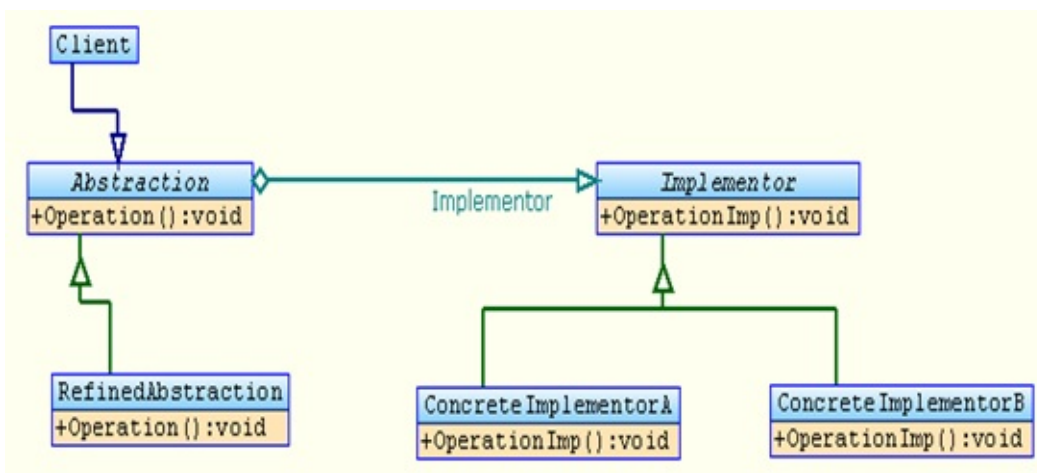 Client
Abstraction
+Operation():void
Implementor
Implementor
+OperationImp():void
RefinedAbstraction
+Operation():void
ConcreteImplementorA
+OperationImp():void
ConcreteImplementorB
+OperationImp():void